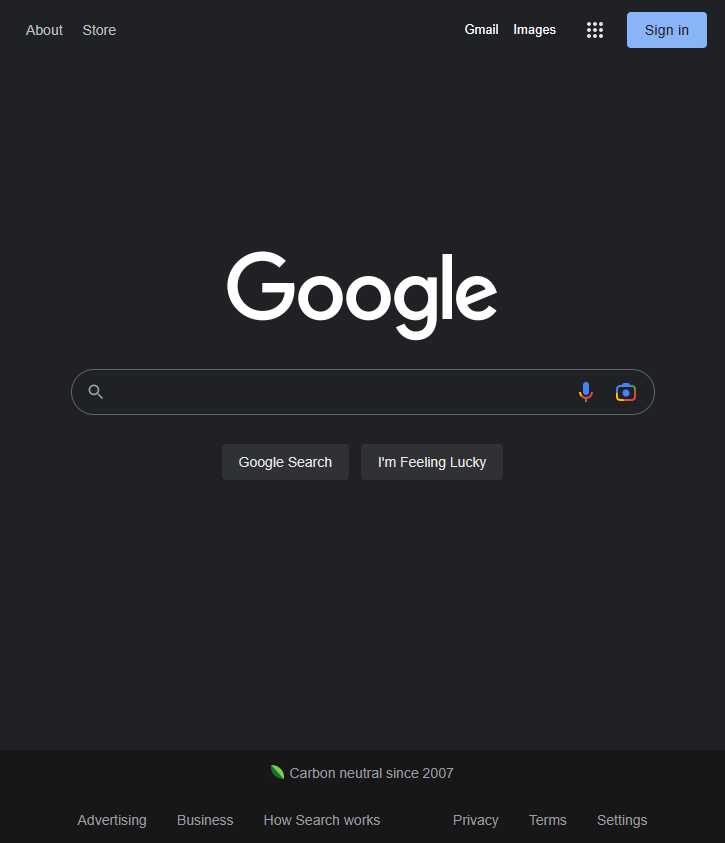 About Store Gmail Images Sign in
Google
Google Search I'm Feeling Lucky
Carbon neutral since 2007
Advertising Business How Search works Privacy Terms Settings